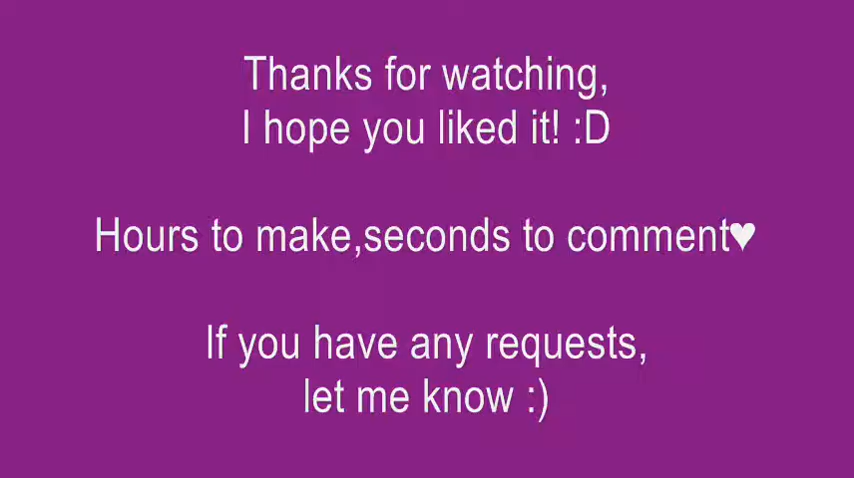 Thanks for watching,
I hope you liked it! :D
Hours to make,seconds to comment♥
If you have any requests,
let me know :)